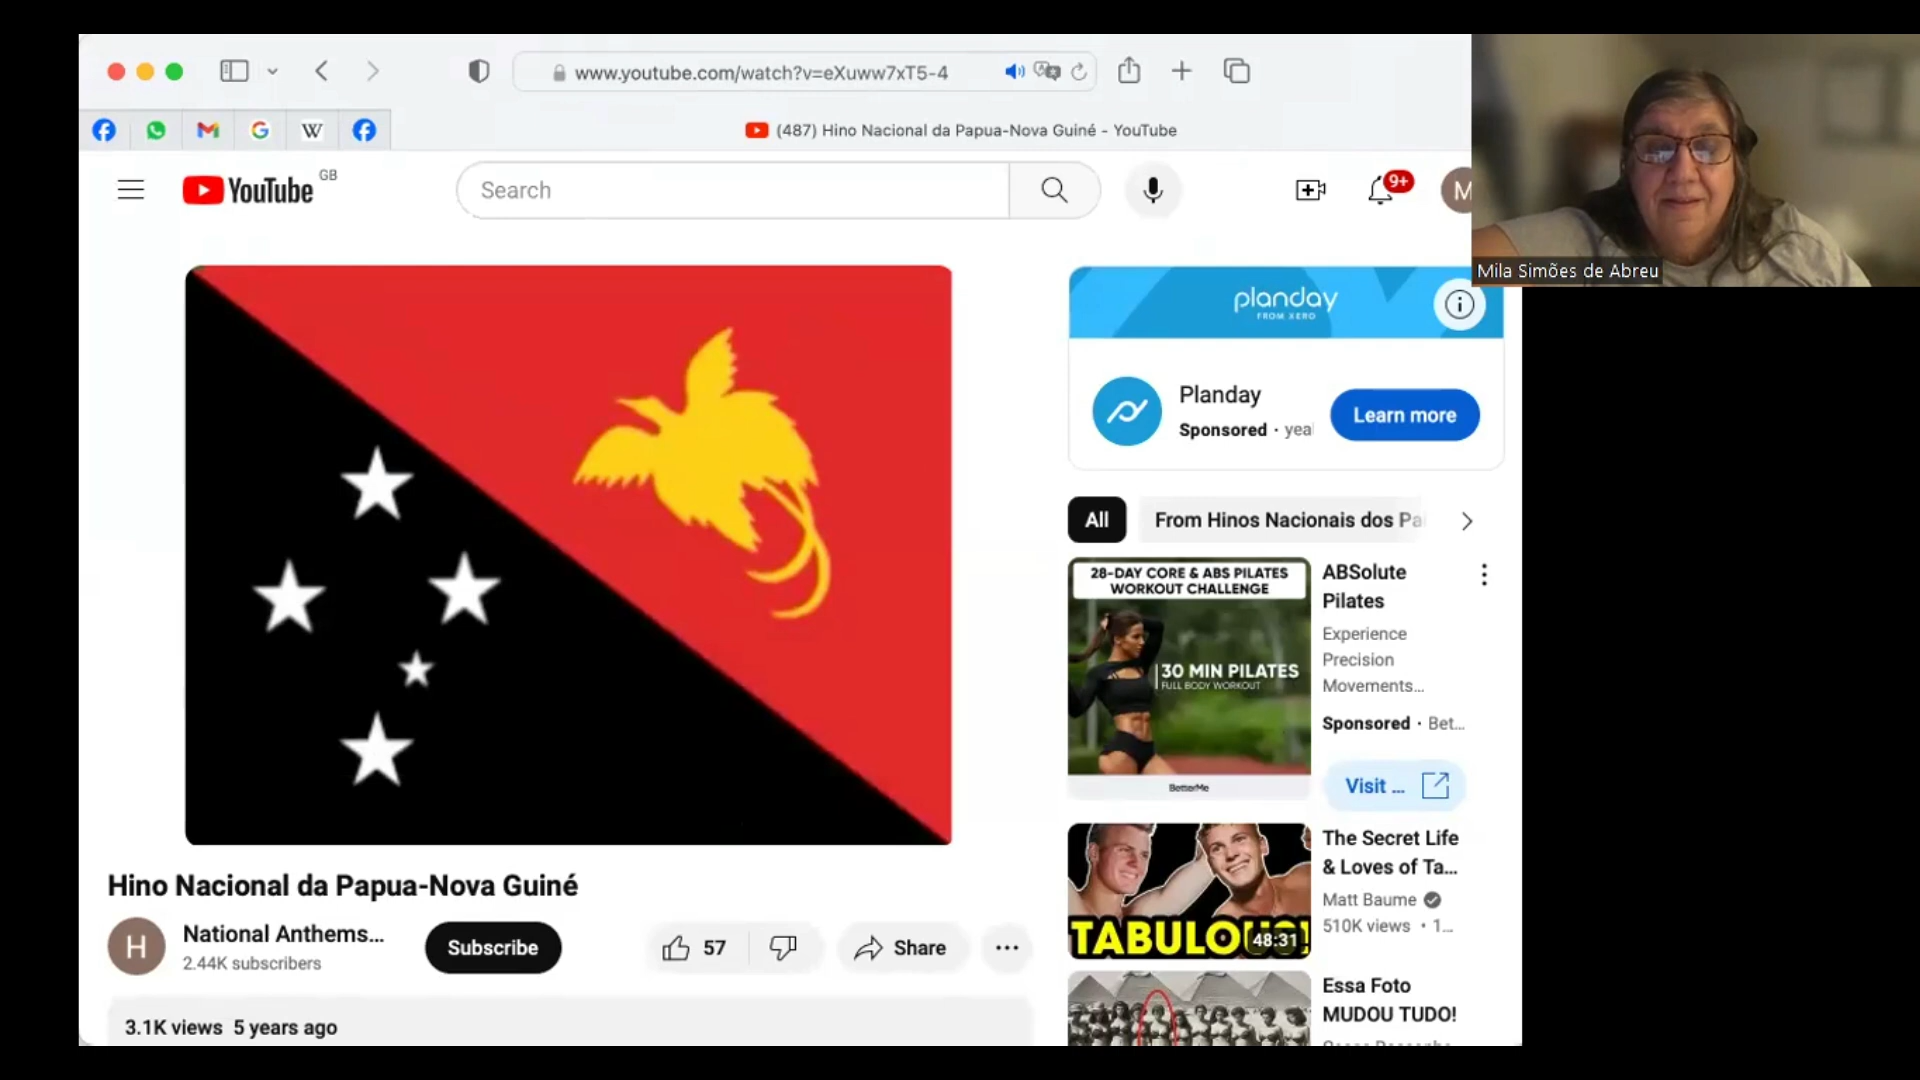 www.youtube.com/watch?v=eXuww7xT5-4
W
(487) Hino Nacional da Papua-Nova Guiné - YouTube
YouTube GB
Search
9+
M
Mila Simões de Abreu
planday
FROM XERO
Planday
Sponsored
Learn more
All
From Hinos Nacionais dos
28-DAY CORE & ABS PILATES
WORKOUT CHALLENGE
30 MIN PILATES
FULL BODY WORKOUT
BetterMe
ABSolute
Pilates
Experience
Precision
Movements...
Sponsored · Bet...
Visit ...
TABULOUS!
48:31
The Secret Life
& Loves of Ta...
Matt Baume
510K views • 1...
Essa Foto
MUDOU TUDO!
Hino Nacional da Papua-Nova Guiné
H
National Anthems...
2.44K subscribers
Subscribe
57
Share
3.1K views 5 years ago